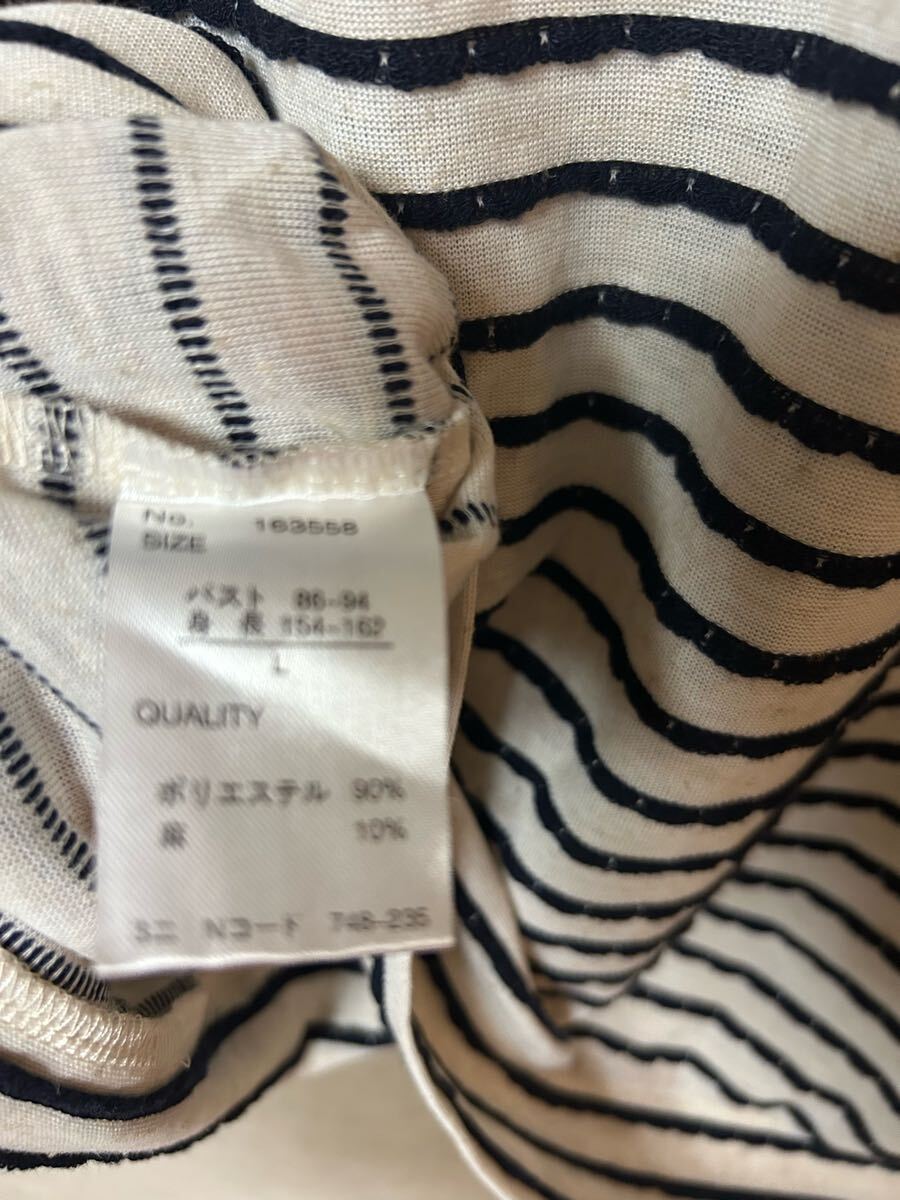 No. 163558
SIZE
バスト 86-94
身長 154-162
L
QUALITY
ポリエステル 90%
麻 10%
Sニ Nコード 748-235